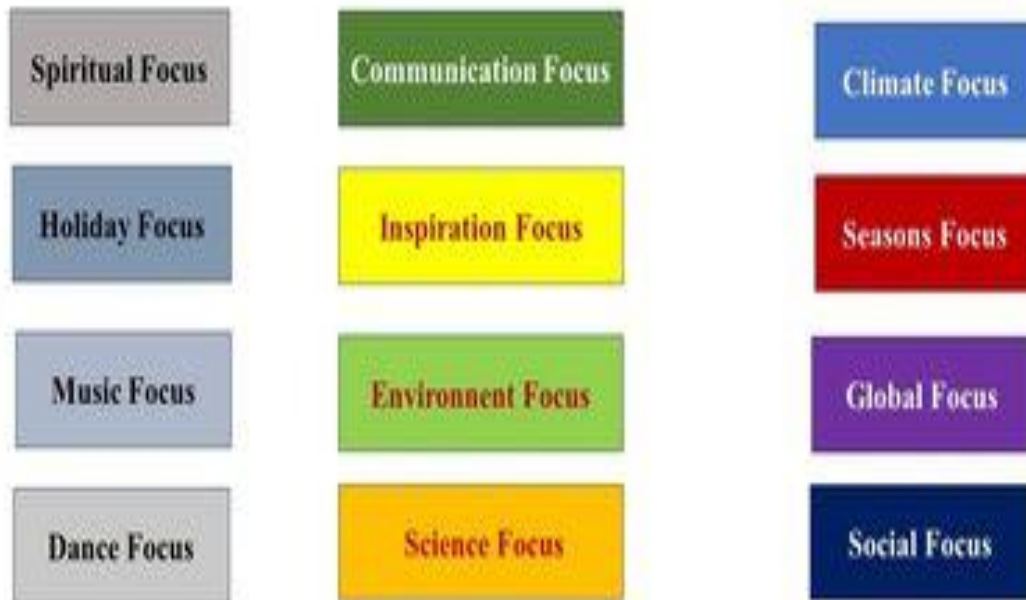 Spiritual Focus
Communication Focus
Climate Focus
Holiday Focus
Inspiration Focus
Seasons Focus
Music Focus
Environnent Focus
Global Focus
Dance Focus
Science Focus
Social Focus